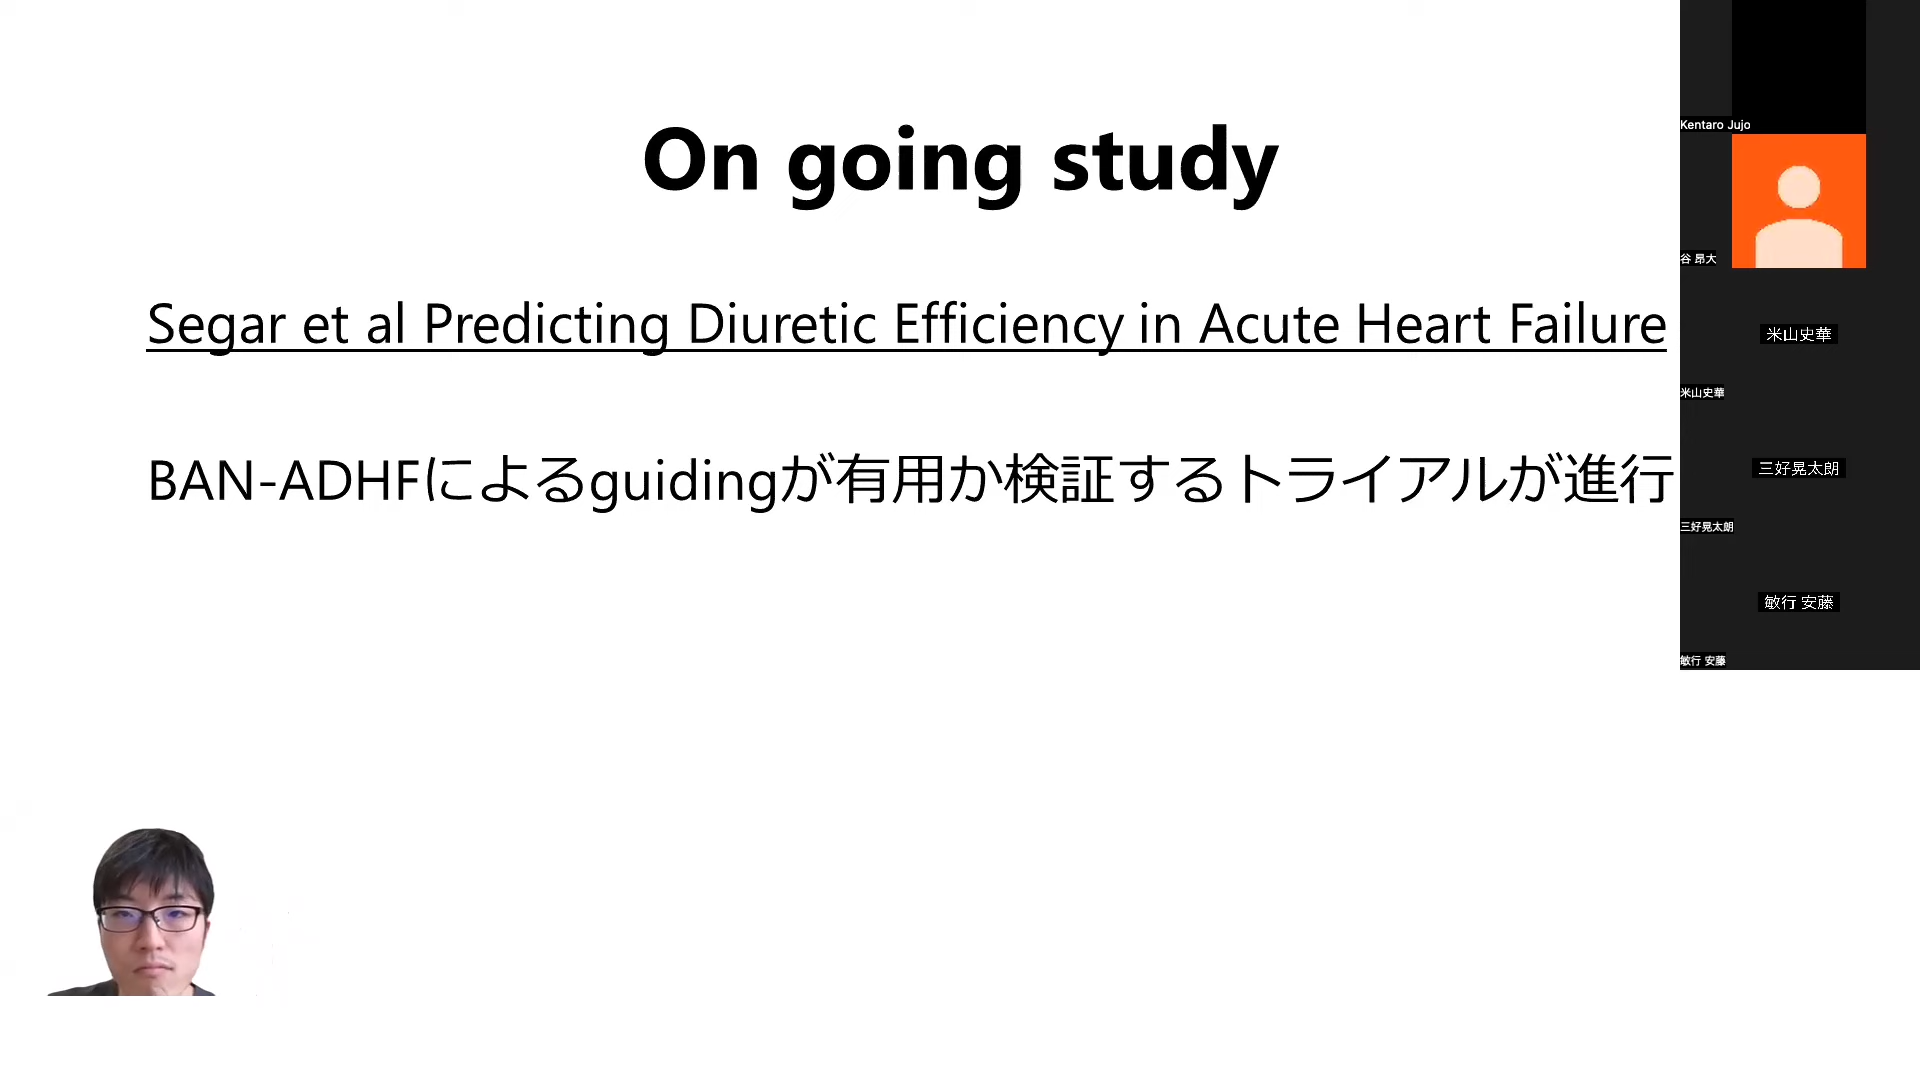 On going study
Segar et al Predicting Diuretic Efficiency in Acute Heart Failure
BAN-ADHFによるguidingが有用か検証するトライアルが進行
Kentaro Jujo
谷 昂大
米山史華
米山史華
三好晃太朗
三好晃太朗
敏行 安藤
敏行 安藤